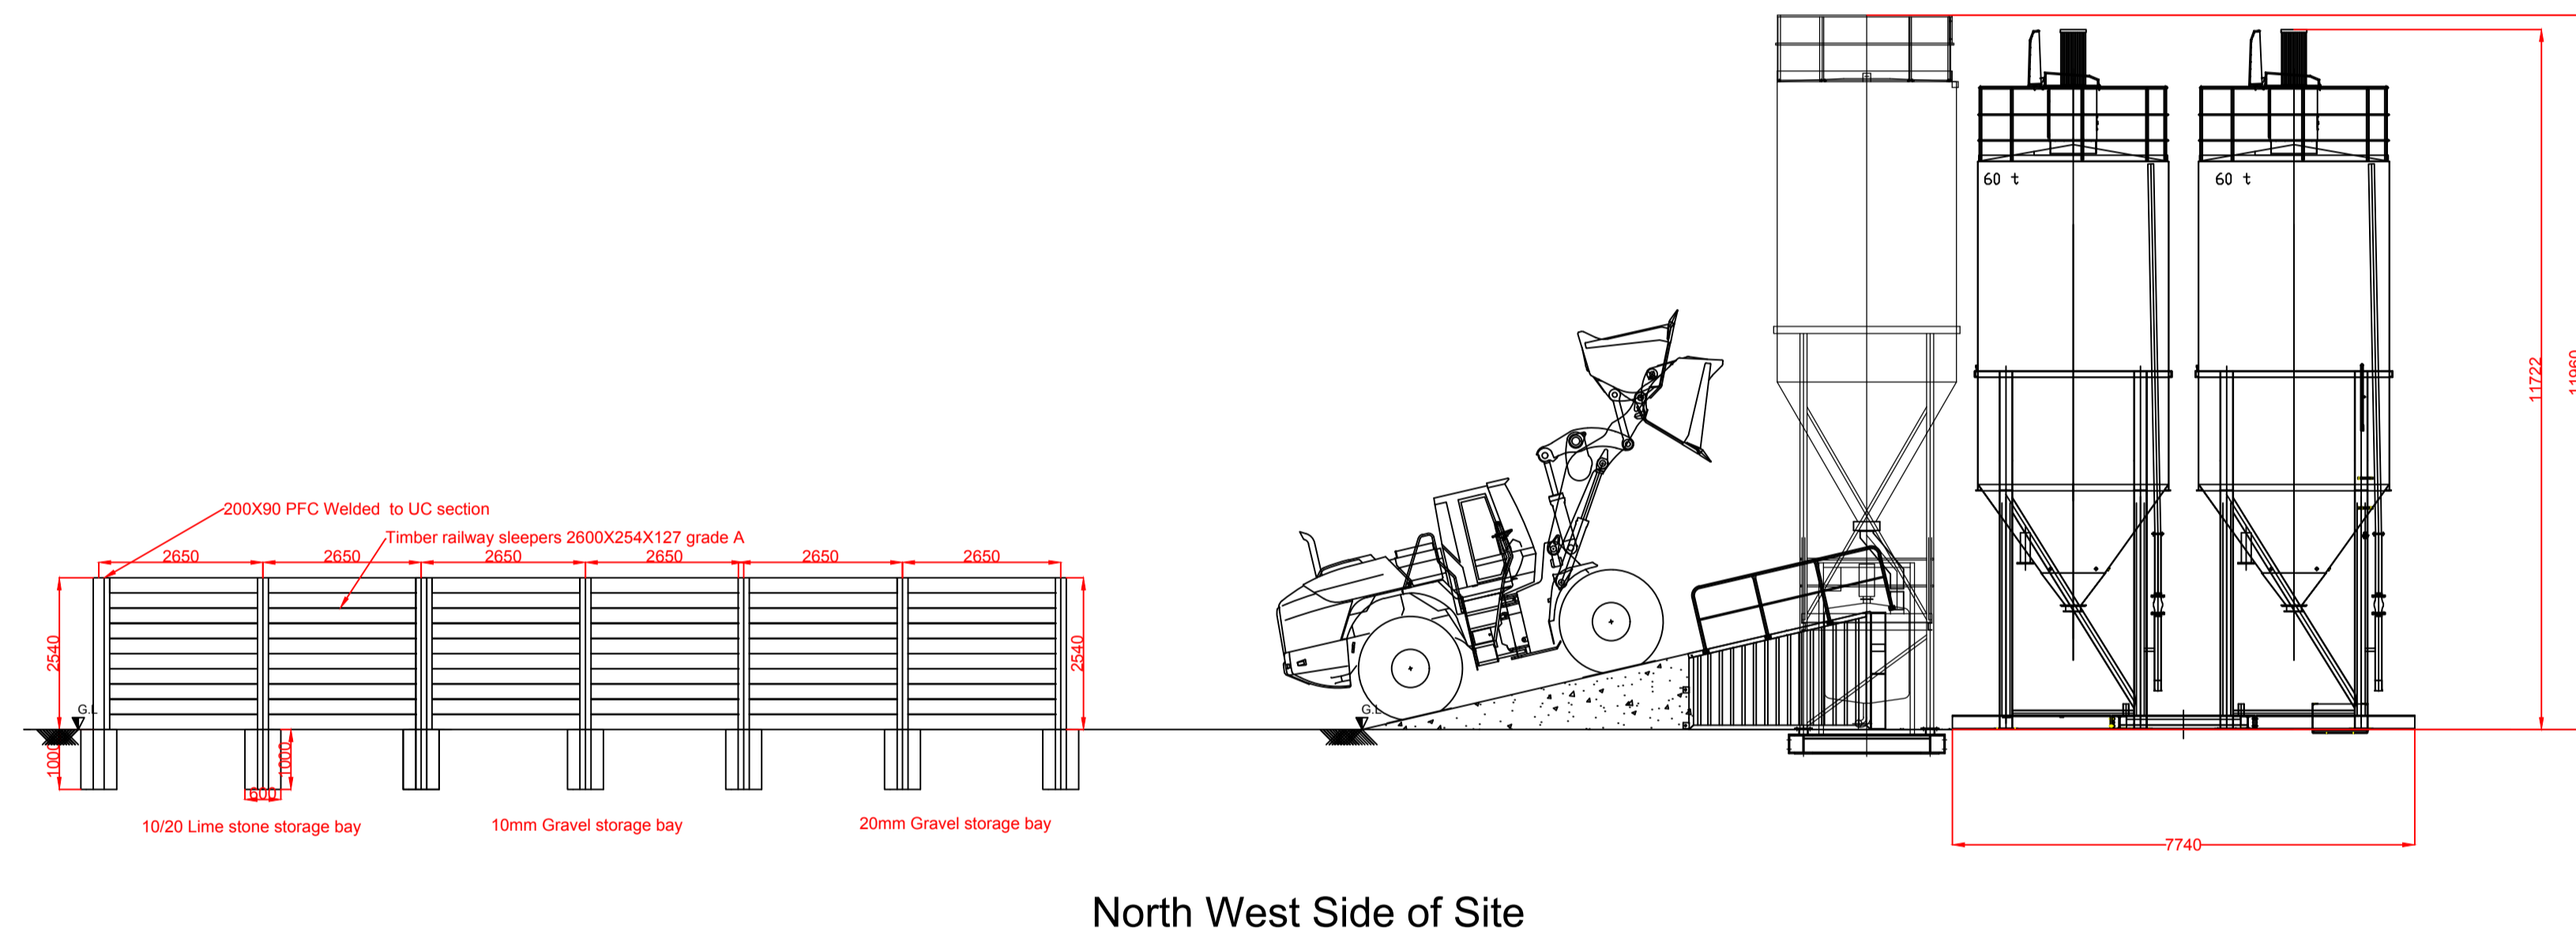 60 t
60 t
11722
11960
200X90 PFC Welded to UC section
Timber railway sleepers 2600X254X127 grade A
2650
2650
2650
2650
2650
2650
2540
2540
G.L
G.L
1000
1000
600
10/20 Lime stone storage bay
10mm Gravel storage bay
20mm Gravel storage bay
7740
North West Side of Site